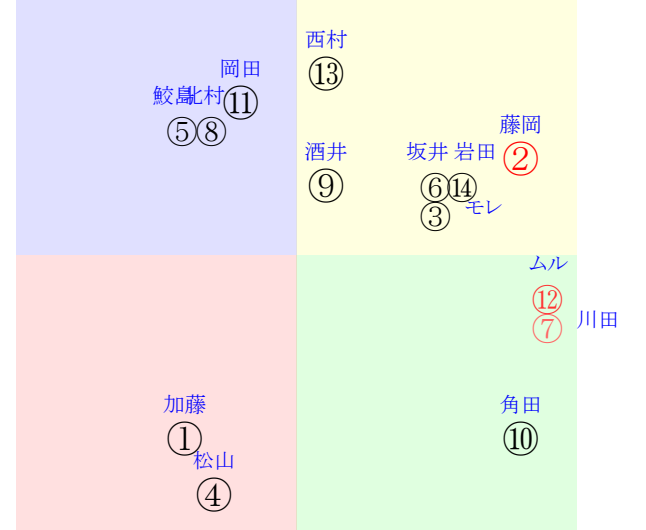 西村
⑬
岡田
⑪
鮫島
北村
⑤⑧
藤岡
②
酒井
⑨
坂井 岩田
⑥⑭
③
モレ
ムル
⑫
⑦
川田
加藤
①
松山
④
角田
⑩